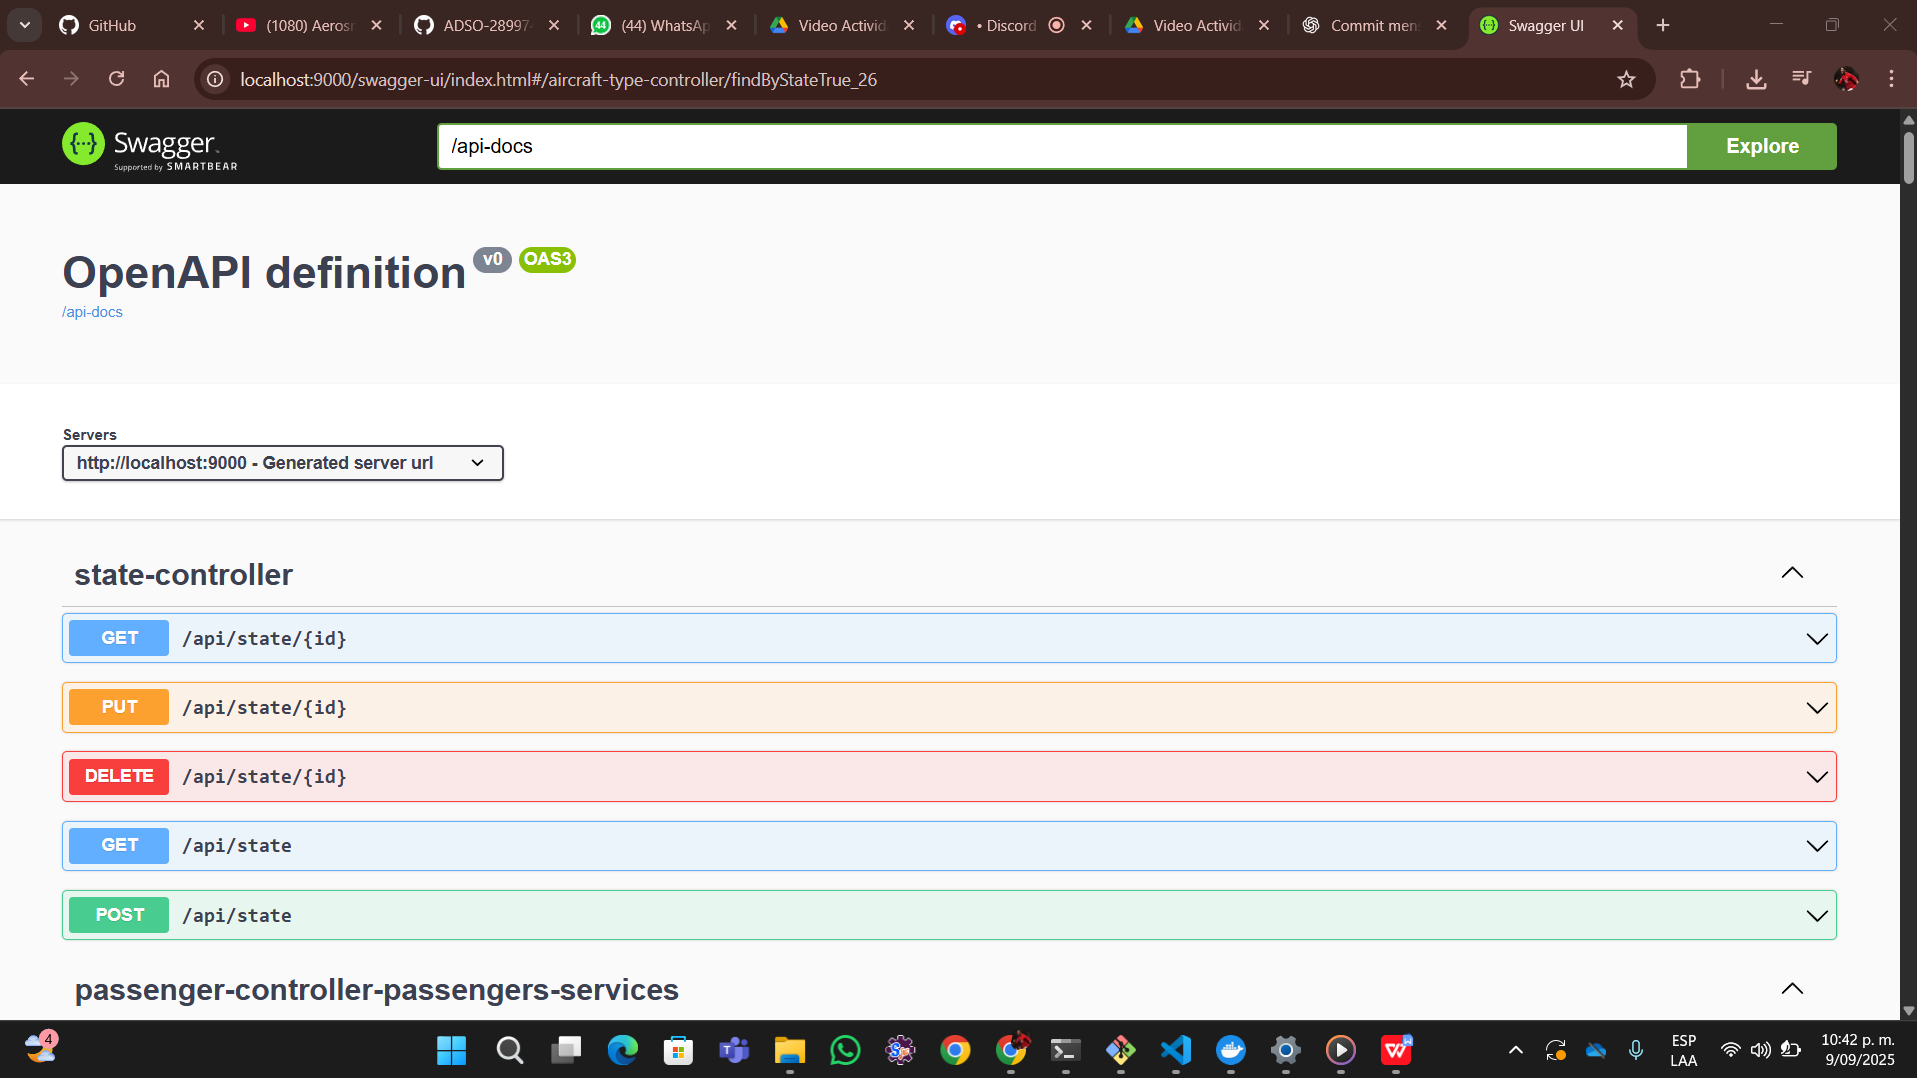 GitHub
(1080) Aerosm
ADSO-28997
(44) WhatsAp
Video Activid
• Discord
Video Activid
Commit mens
Swagger UI
localhost:9000/swagger-ui/index.html#/aircraft-type-controller/findByStateTrue_26
Swagger
Supported by SMARTBEAR
/api-docs
Explore
OpenAPI definition
v0
OAS3
/api-docs
Servers
http://localhost:9000 - Generated server url
state-controller
GET
/api/state/{id}
PUT
/api/state/{id}
DELETE
/api/state/{id}
GET
/api/state
POST
/api/state
passenger-controller-passengers-services
4
ESP
LAA
10:42 p. m.
9/09/2025